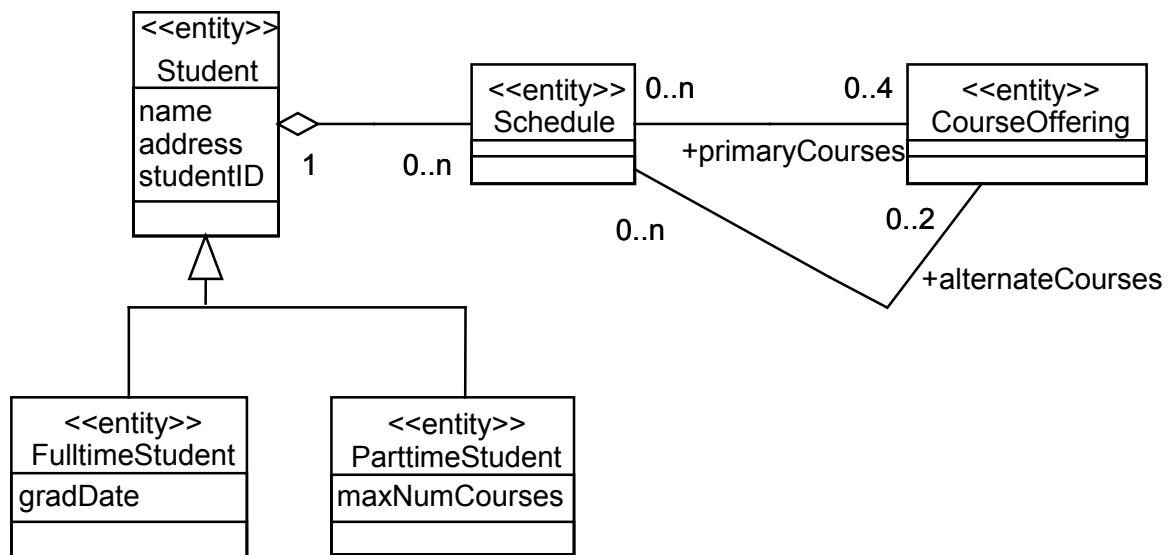 <<entity>>
Student
name
address
studentID
1
0..n
<<entity>>
Schedule
0..n
0..4
+primaryCourses
<<entity>>
CourseOffering
0..n
0..2
+alternateCourses
<<entity>>
FulltimeStudent
gradDate
<<entity>>
ParttimeStudent
maxNumCourses